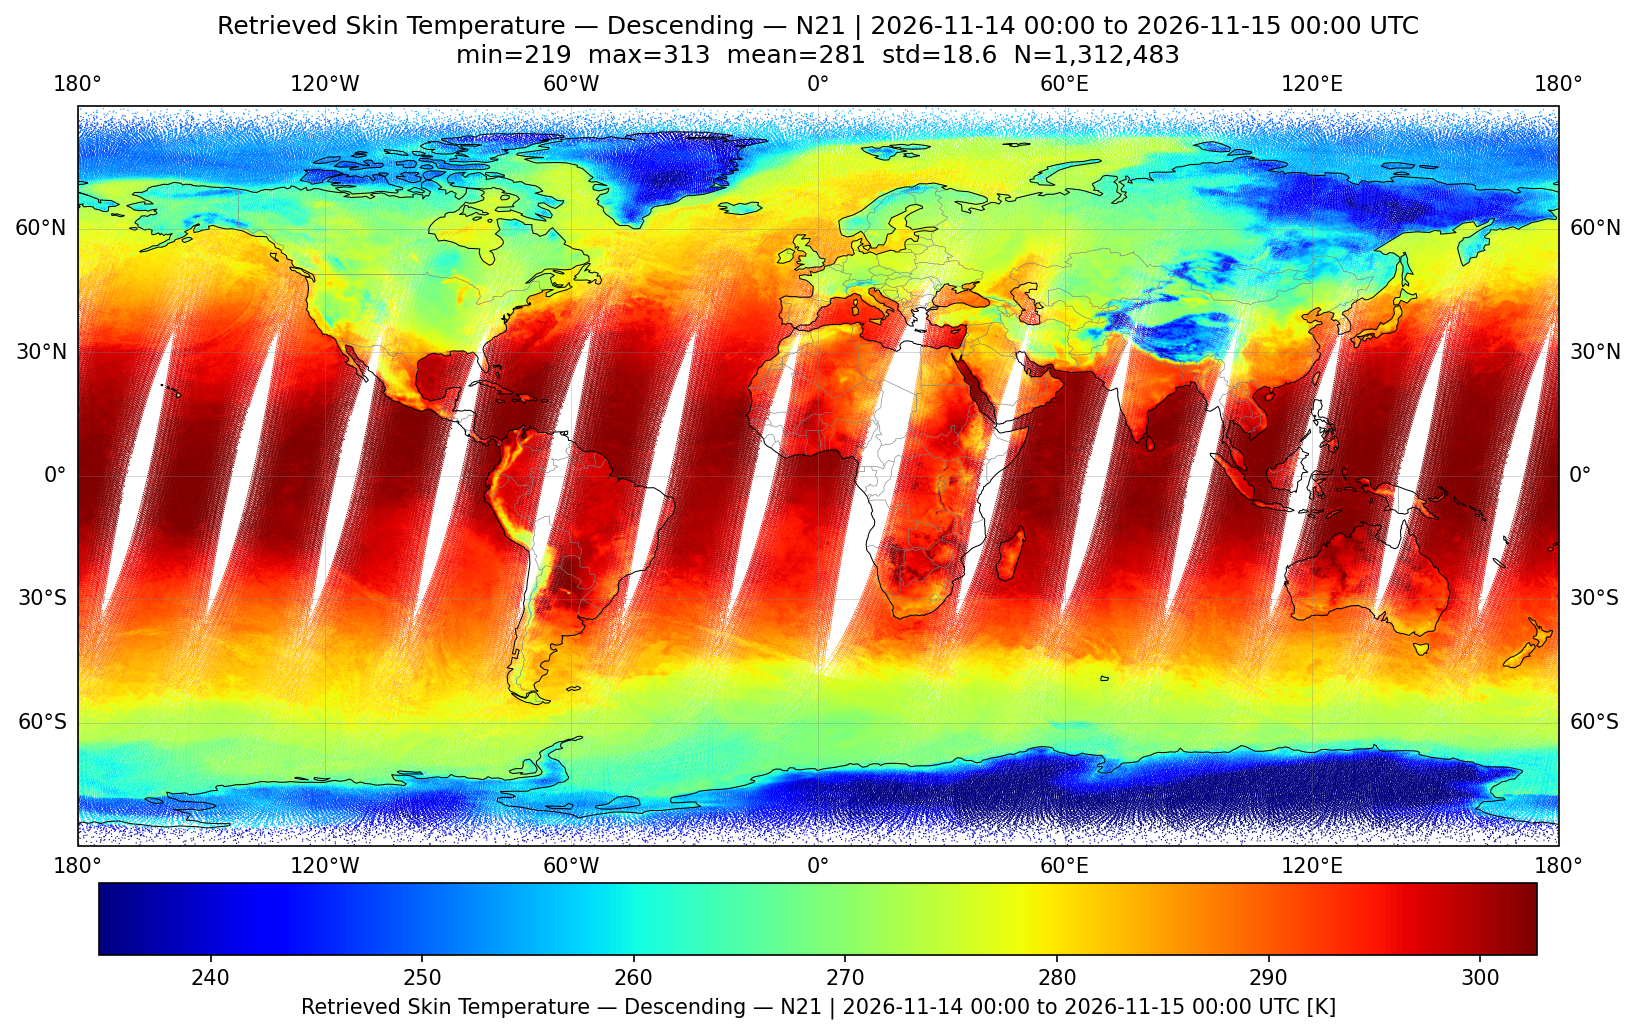 Retrieved Skin Temperature — Descending — N21 | 2026-11-14 00:00 to 2026-11-15 00:00 UTC
min=219 max=313 mean=281 std=18.6 N=1,312,483
180° 120°W 60°W 0° 60°E 120°E 180°
60°N 60°N
30°N 30°N
0° 0°
30°S 30°S
60°S 60°S
180° 120°W 60°W 0° 60°E 120°E 180°
240 250 260 270 280 290 300
Retrieved Skin Temperature — Descending — N21 | 2026-11-14 00:00 to 2026-11-15 00:00 UTC [K]